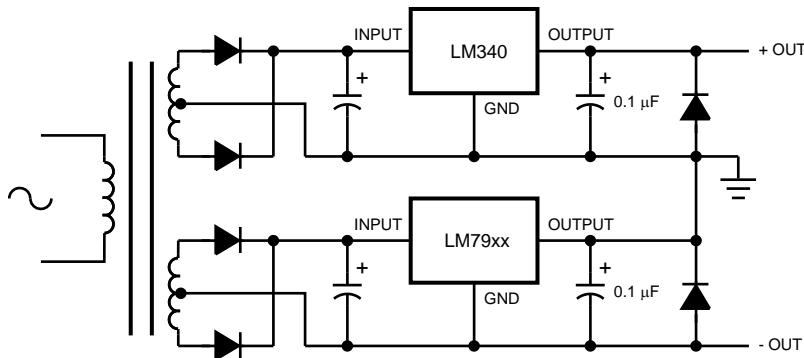 INPUT LM340 OUTPUT + OUT
+ + 0.1 μF
GND
INPUT LM79xx OUTPUT
+ + 0.1 μF
GND
- OUT